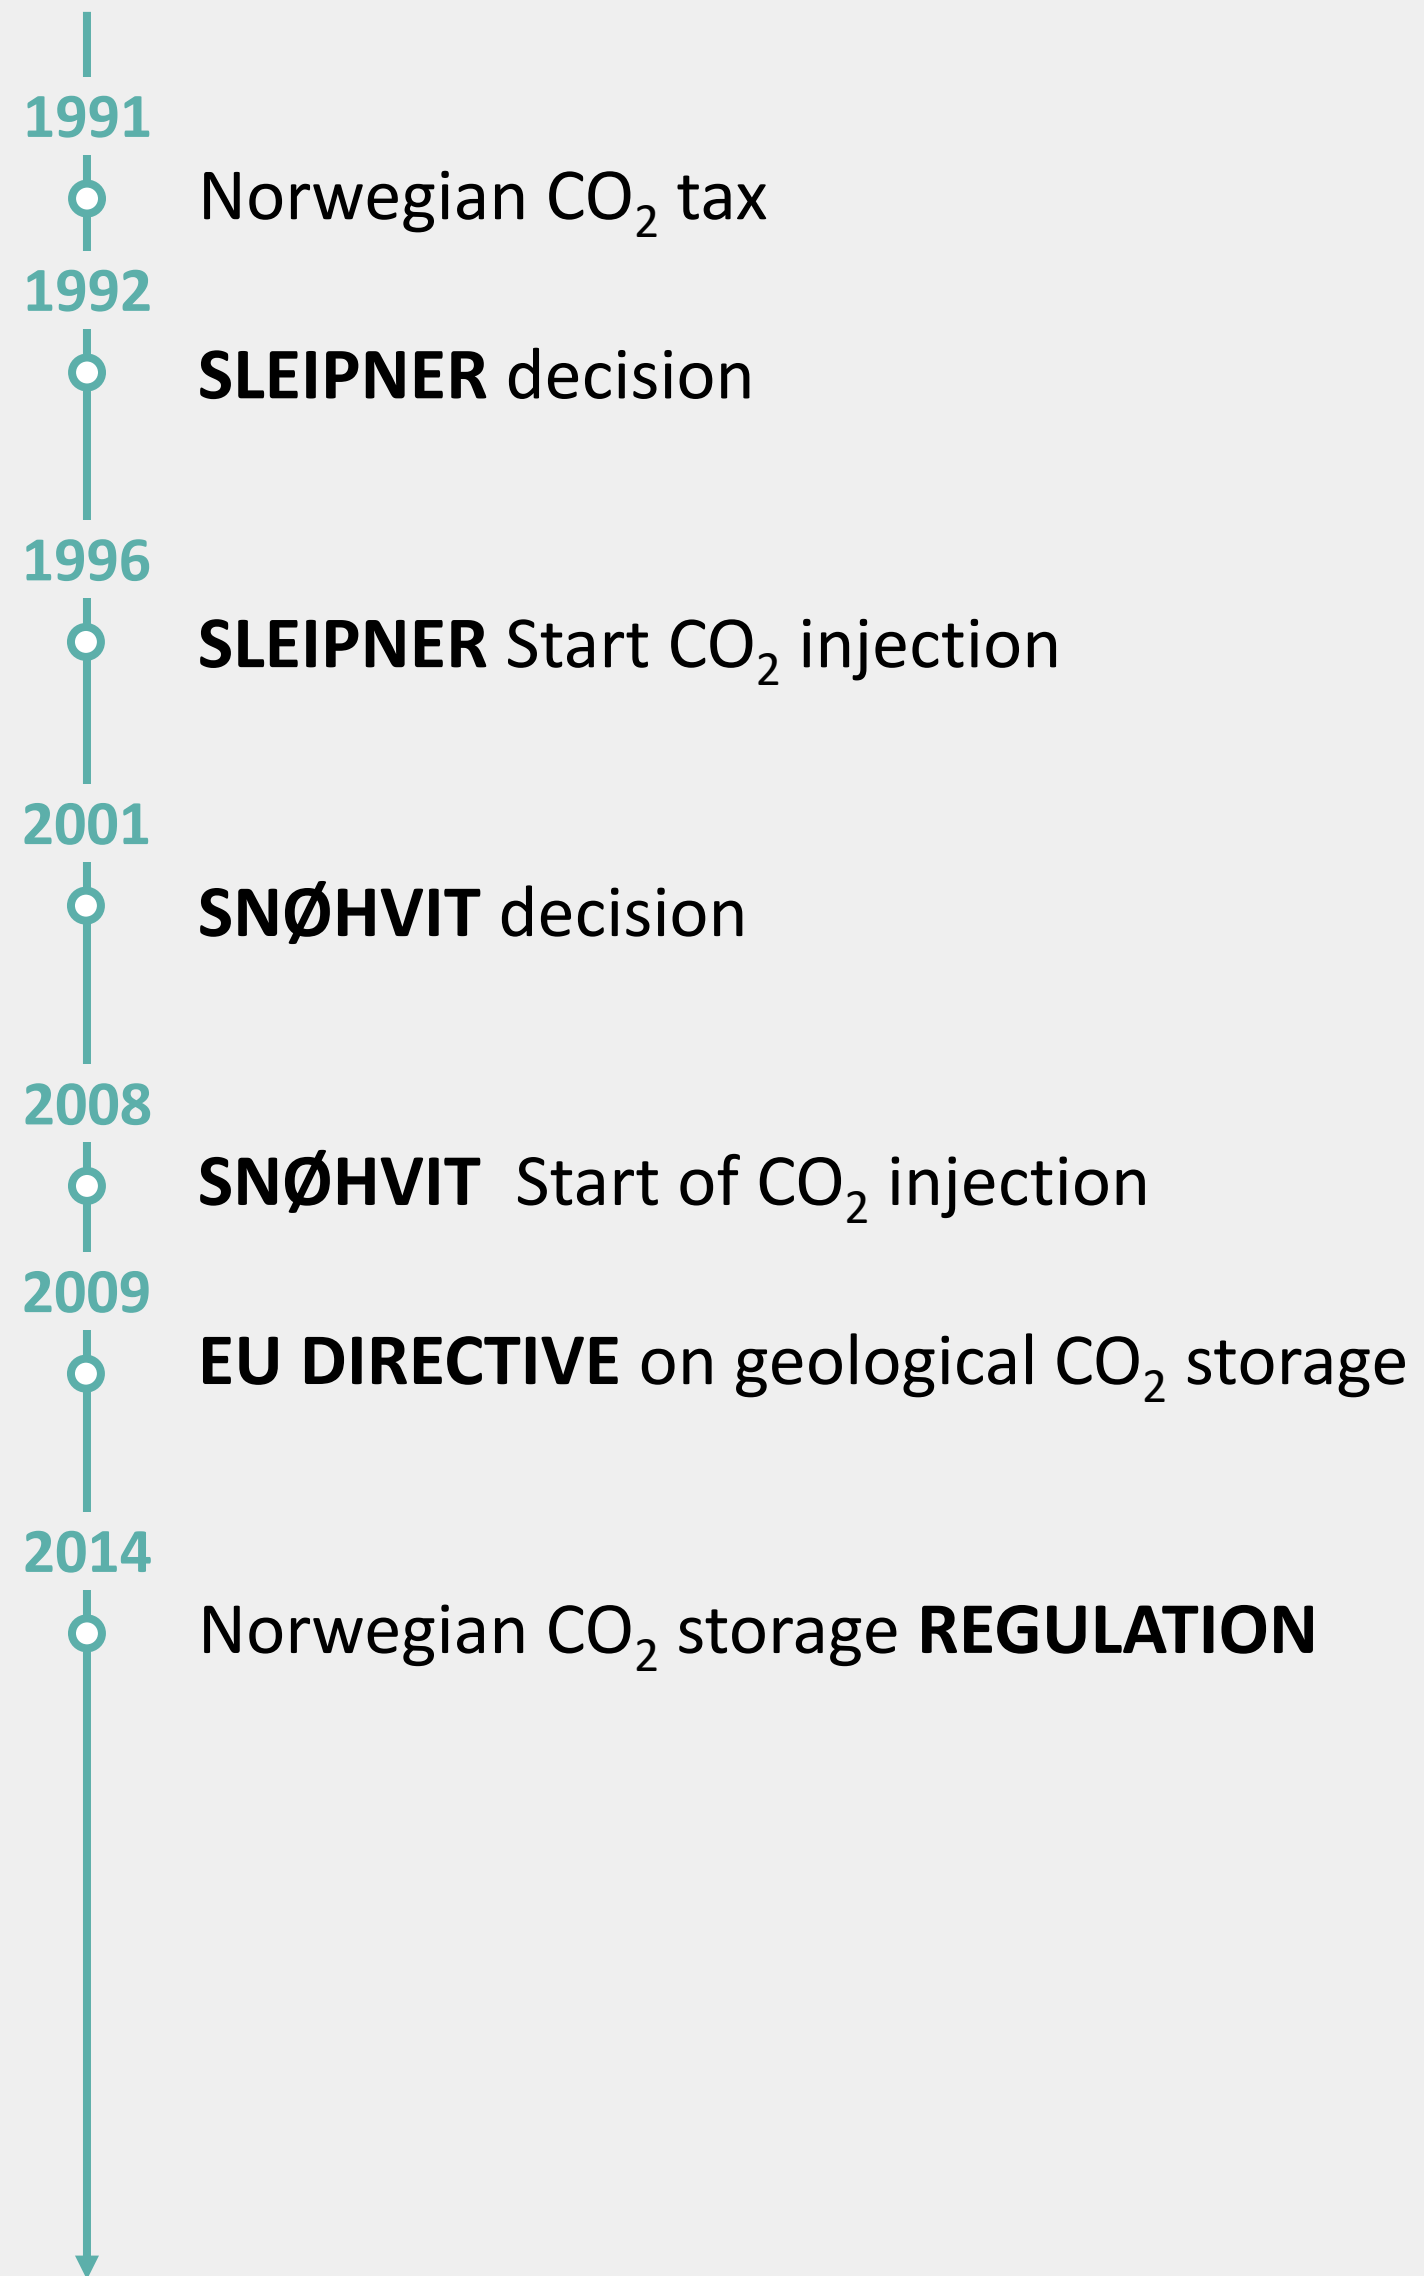 1991
Norwegian CO₂ tax
1992
SLEIPNER decision
1996
SLEIPNER Start CO₂ injection
2001
SNØHVIT decision
2008
SNØHVIT  Start of CO₂ injection
2009
EU DIRECTIVE on geological CO₂ storage
2014
Norwegian CO₂ storage REGULATION